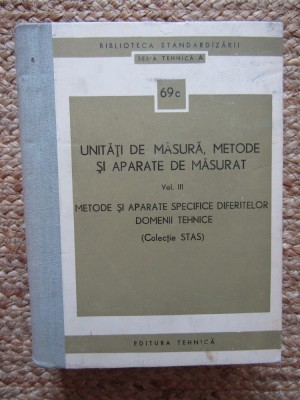 BIBLIOTECA STANDARDIZĂRII
SERIA TEHNICĂ A
69c
UNITĂȚI DE MĂSURĂ, METODE
ȘI APARATE DE MĂSURAT
Vol. III
METODE ȘI APARATE SPECIFICE DIFERITELOR
DOMENII TEHNICE
(Colecție STAS)
EDITURA TEHNICĂ